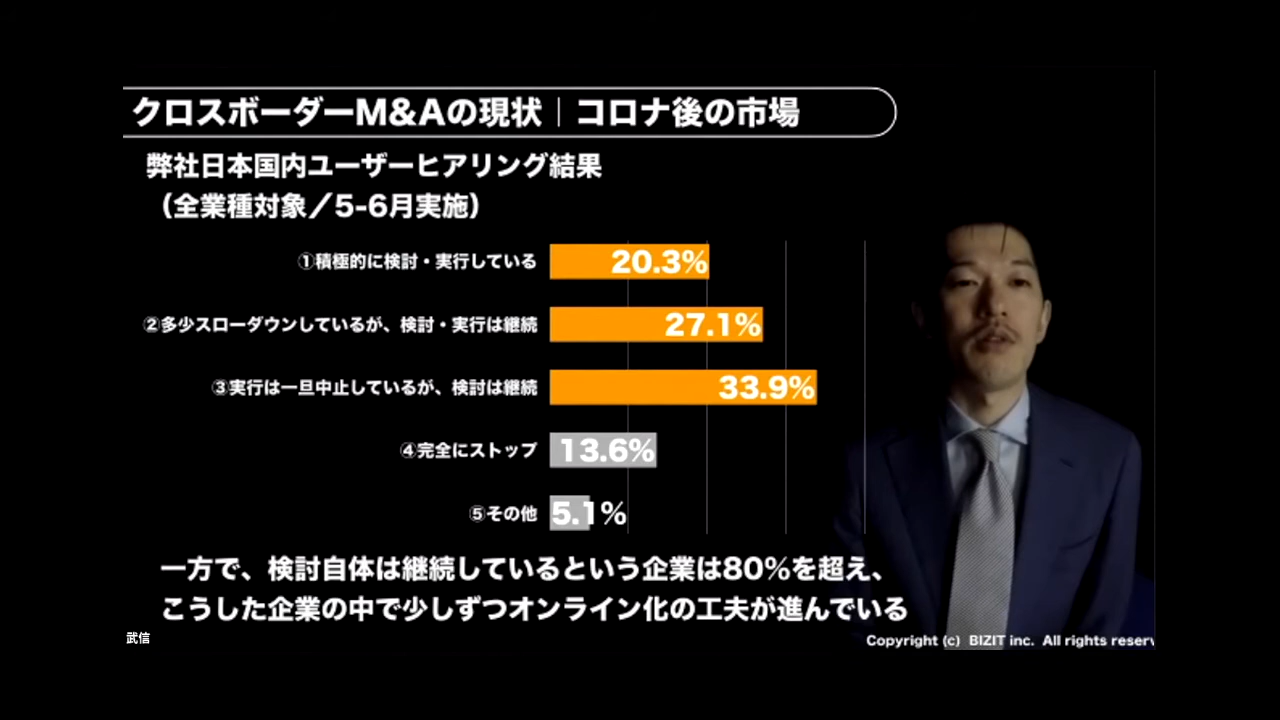 クロスボーダーM&Aの現状｜コロナ後の市場
弊社日本国内ユーザーヒアリング結果
（全業種対象／5-6月実施）
①積極的に検討・実行している 20.3%
②多少スローダウンしているが、検討・実行は継続 27.1%
③実行は一旦中止しているが、検討は継続 33.9%
④完全にストップ 13.6%
⑤その他 5.1%
一方で、検討自体は継続しているという企業は80%を超え、
こうした企業の中で少しずつオンライン化の工夫が進んでいる
武信
Copyright (c) BIZIT inc. All rights reserv